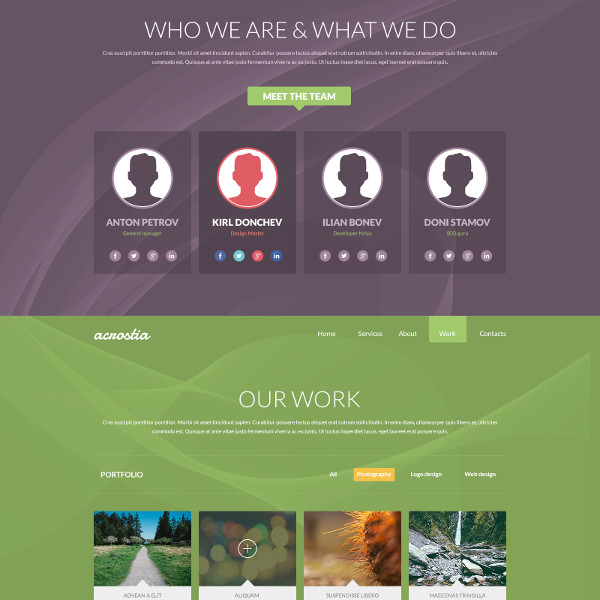 WHO WE ARE & WHAT WE DO
Cras suscipit porttitor porttitor. Morbi sit amet tincidunt sapien. Curabitur posuere lectus aliquet erat rutrum sollicitudin. In enim diam, ullamcorper quis libero et, ultricies
commodo est. Quisque at ante vitae justo fermentum viverra ac eu justo. Ut luctus imperdiet lacus, eget laoreet erat posuere eu.
MEET THE TEAM
ANTON PETROV KIRL DONCHEV ILIAN BONEV DONI STAMOV
General manager Design Master Developer Ninja SEO guru
acrostia Home Services About Work Contacts
OUR WORK
Cras suscipit porttitor porttitor. Morbi sit amet tincidunt sapien. Curabitur posuere lectus aliquet erat rutrum sollicitudin. In enim diam, ullamcorper quis libero et, ultricies
commodo est. Quisque at ante vitae justo fermentum viverra ac eu justo. Ut luctus imperdiet lacus, eget laoreet erat posuere eu.
PORTFOLIO All Photography Logo design Web design
AENEAN A ELIT ALIQUAM SUSPENDISSE LIBERO MAECENAS FRINGILLA